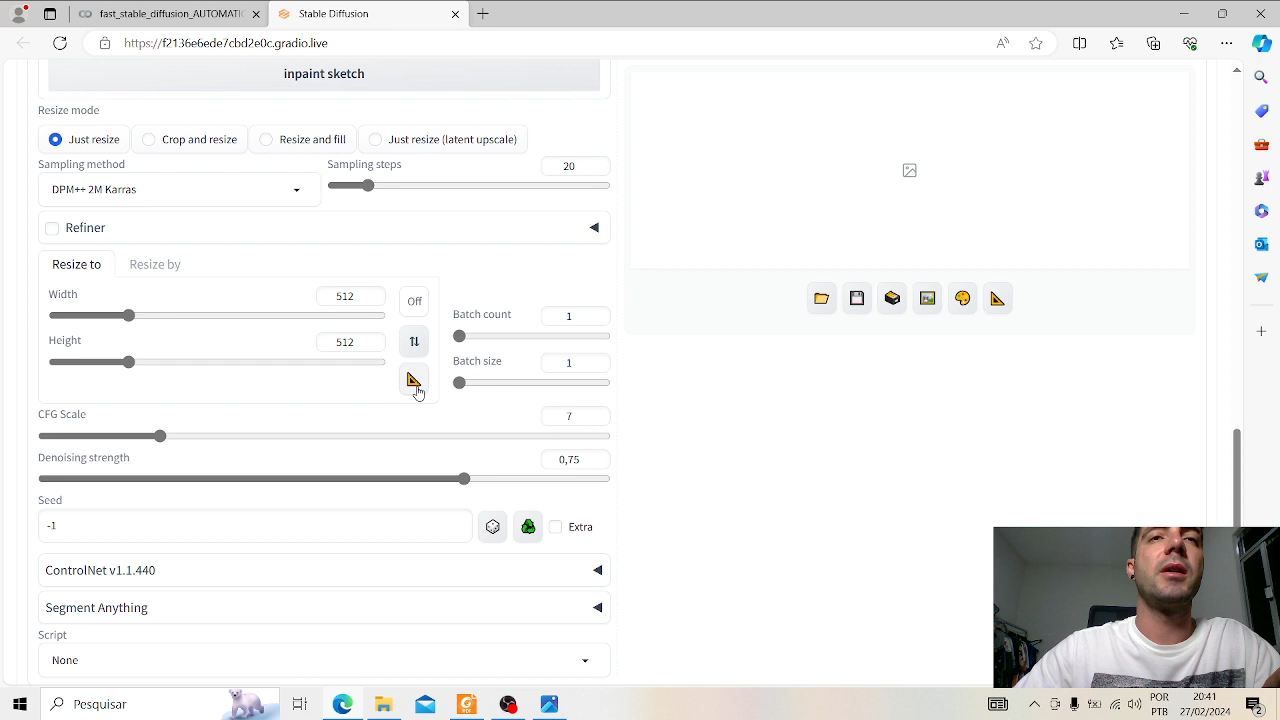 fast_stable_diffusion_AUTOMATI
Stable Diffusion
https://f2136e6ede7cbd2e0c.gradio.live
inpaint sketch
Resize mode
Just resize
Crop and resize
Resize and fill
Just resize (latent upscale)
Sampling method
Sampling steps
20
DPM++ 2M Karras
Refiner
Resize to
Resize by
Width
512
Off
Batch count
1
Height
512
Batch size
1
CFG Scale
7
Denoising strength
0,75
Seed
-1
Extra
ControlNet v1.1.440
Segment Anything
Script
None
Pesquisar
POR
PTB
20:41
27/02/2024
2